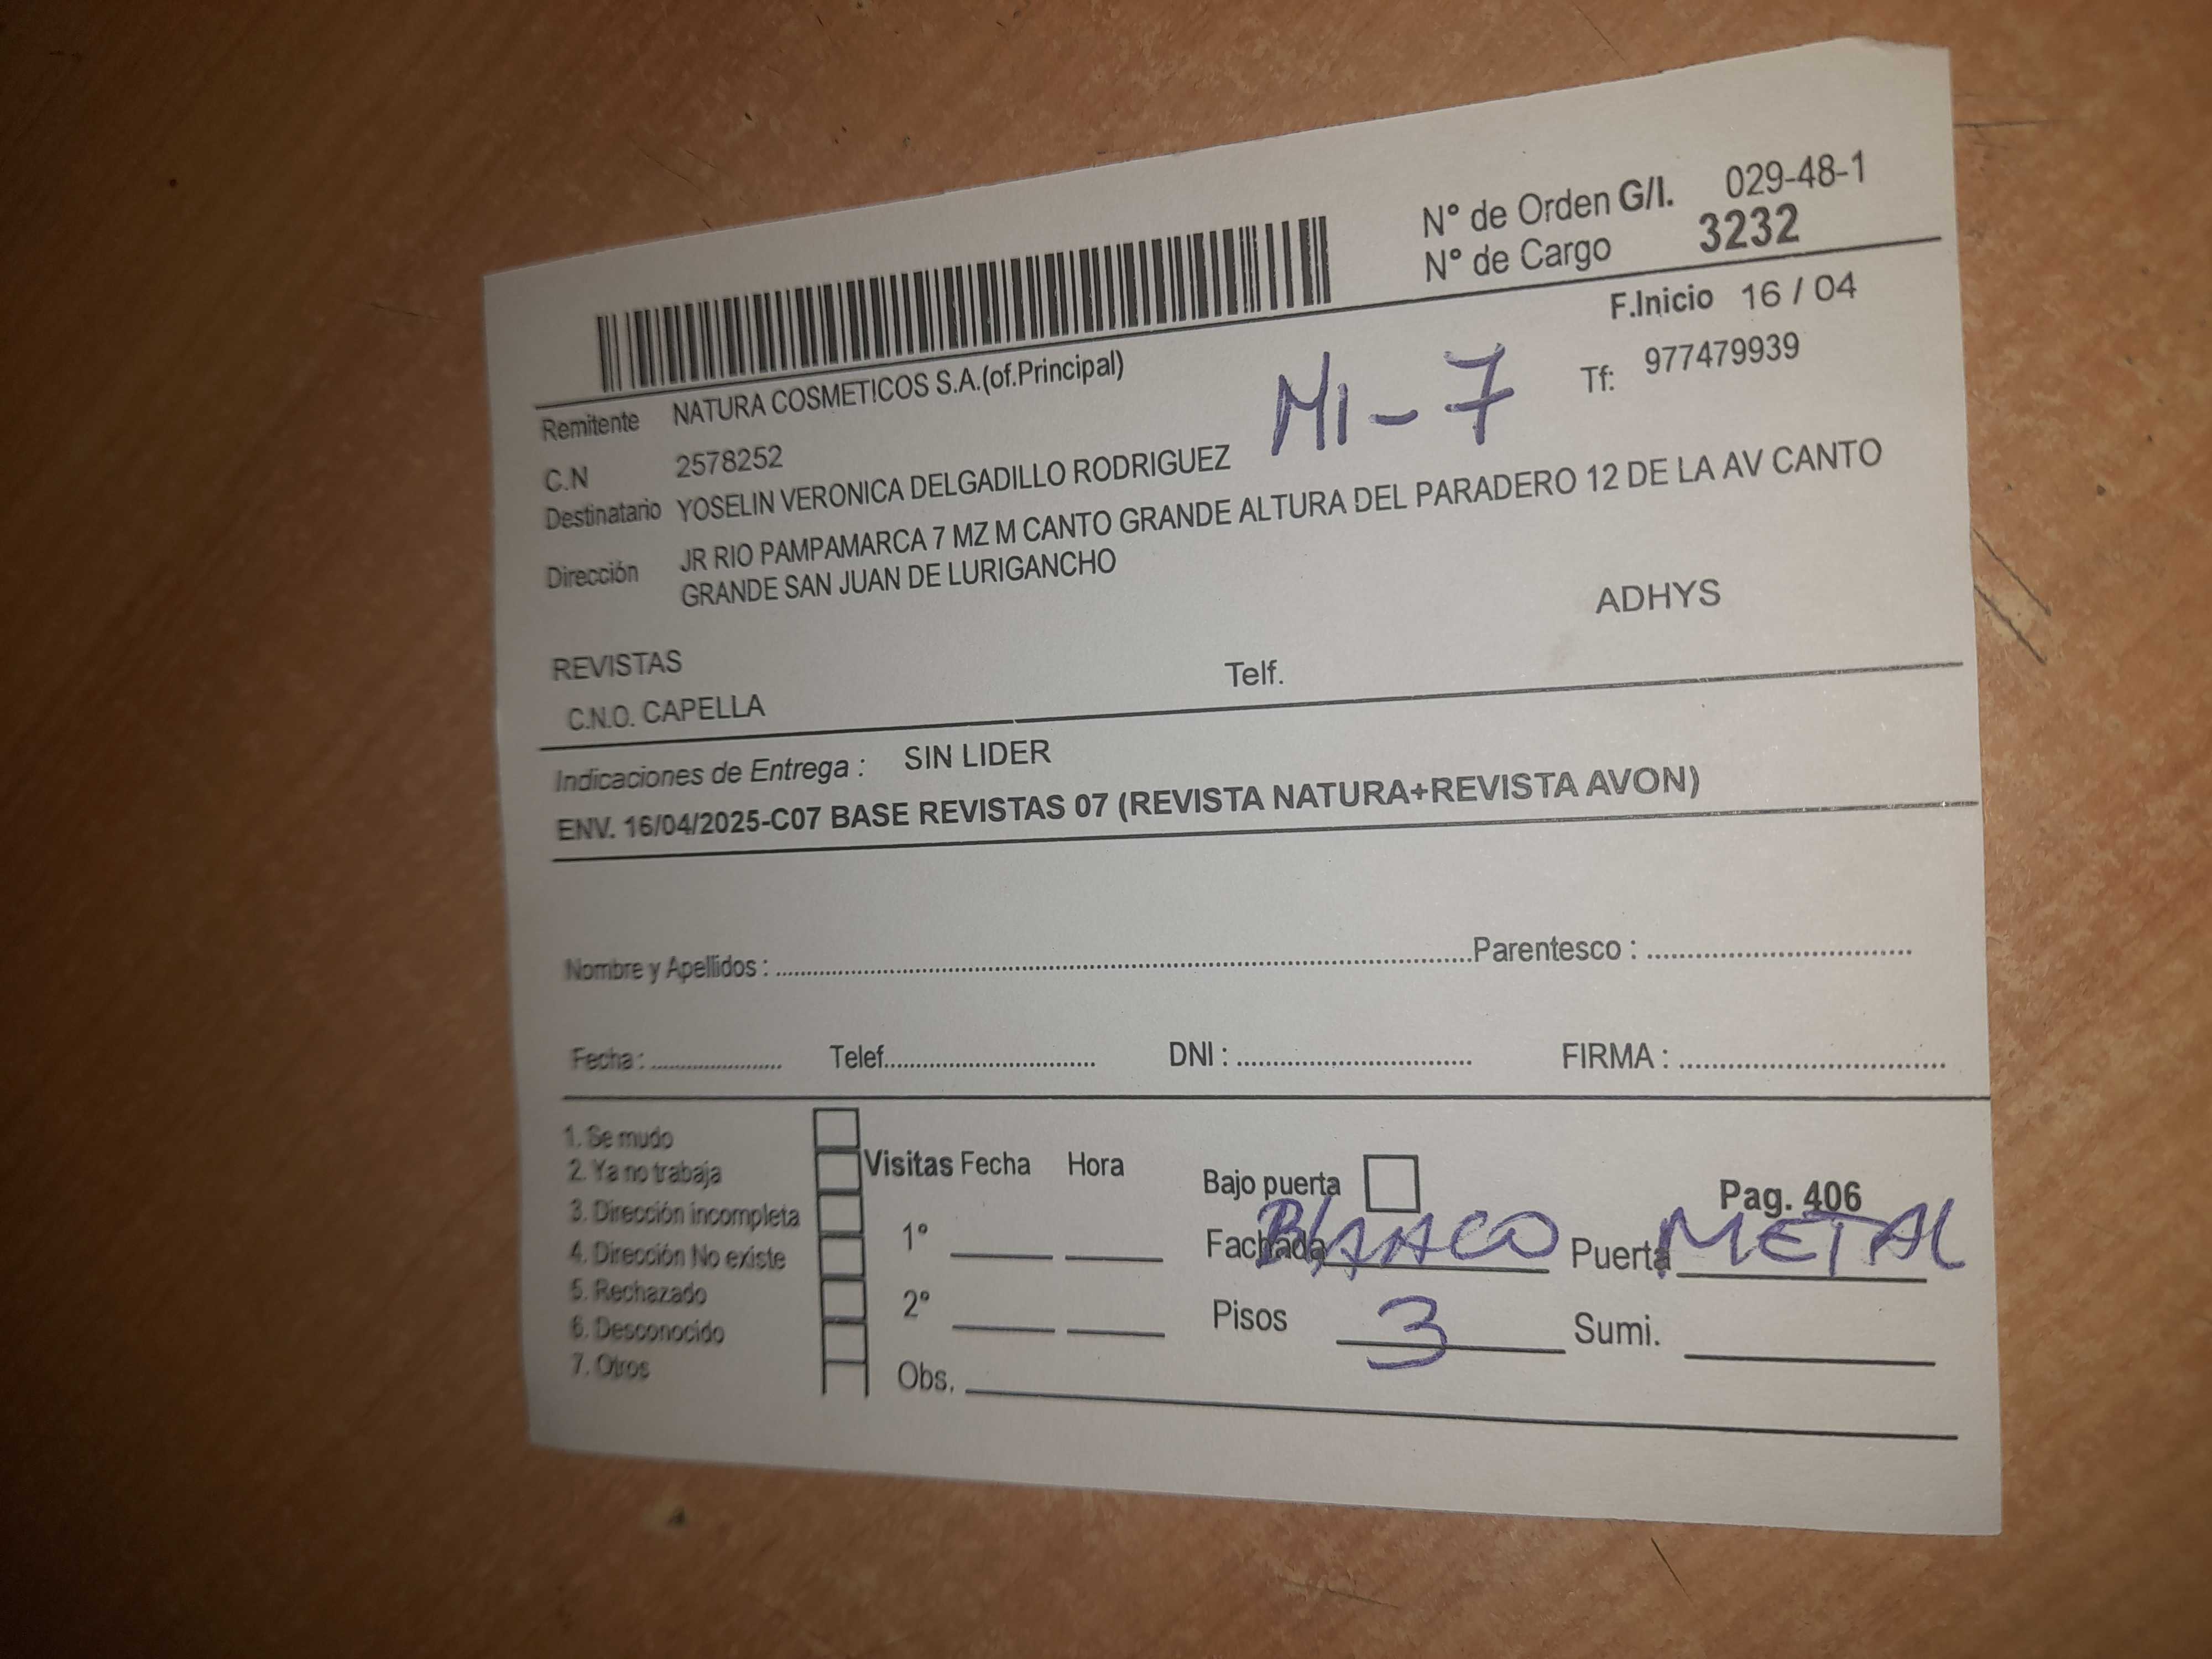 N° de Orden G/I. 029-48-1
N° de Cargo 3232
F.Inicio 16 / 04
Remitente NATURA COSMETICOS S.A.(of.Principal)
Tf: 977479939
C.N 2578252
M1-7
Destinatario YOSELIN VERONICA DELGADILLO RODRIGUEZ
Dirección JR RIO PAMPAMARCA 7 MZ M CANTO GRANDE ALTURA DEL PARADERO 12 DE LA AV CANTO
GRANDE SAN JUAN DE LURIGANCHO
ADHYS
REVISTAS
C.N.O. CAPELLA Telf.
Indicaciones de Entrega : SIN LIDER
ENV. 16/04/2025-C07 BASE REVISTAS 07 (REVISTA NATURA+REVISTA AVON)
Nombre y Apellidos : Parentesco :
Fecha : Telef. DNI : FIRMA :
1. Se mudo
2. Ya no trabaja
3. Dirección incompleta
4. Dirección No existe
5. Rechazado
6. Desconocido
7. Otros
Visitas Fecha Hora
1°
2°
Obs.
Bajo puerta Pag. 406
Fachada BLANCO Puerta METAL
Pisos 3 Sumi.